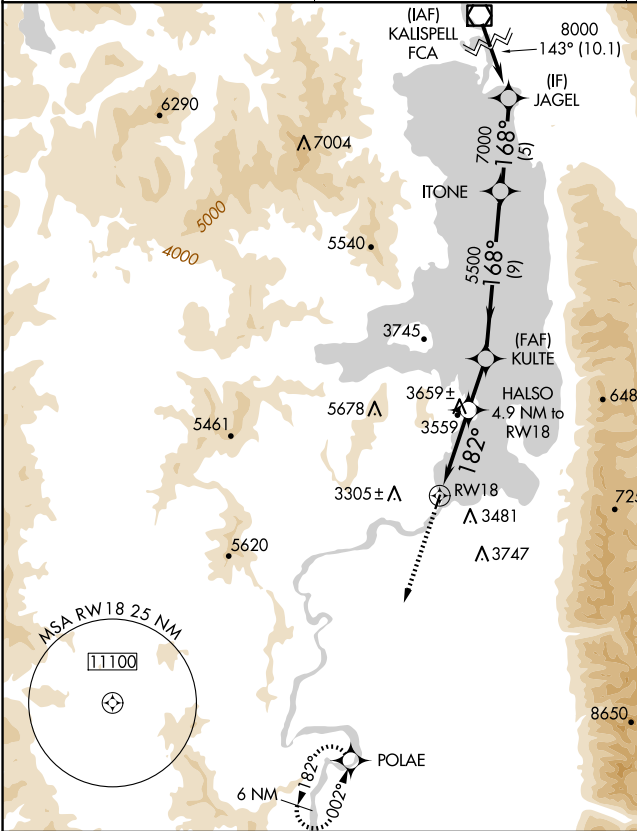 (IAF)
KALISPELL
FCA
8000
143° (10.1)
(IF)
JAGEL
6290
7004
7000
168°
(5)
ITONE
5000
4000
5540
5500
168°
(9)
3745
(FAF)
KULTE
3659±
3559
HALSO
4.9 NM to
RW18
5678
5461
182°
648
3305±
RW18
3481
725
3747
5620
MSA RW18 25 NM
11100
8650
POLAE
182°
002°
6 NM